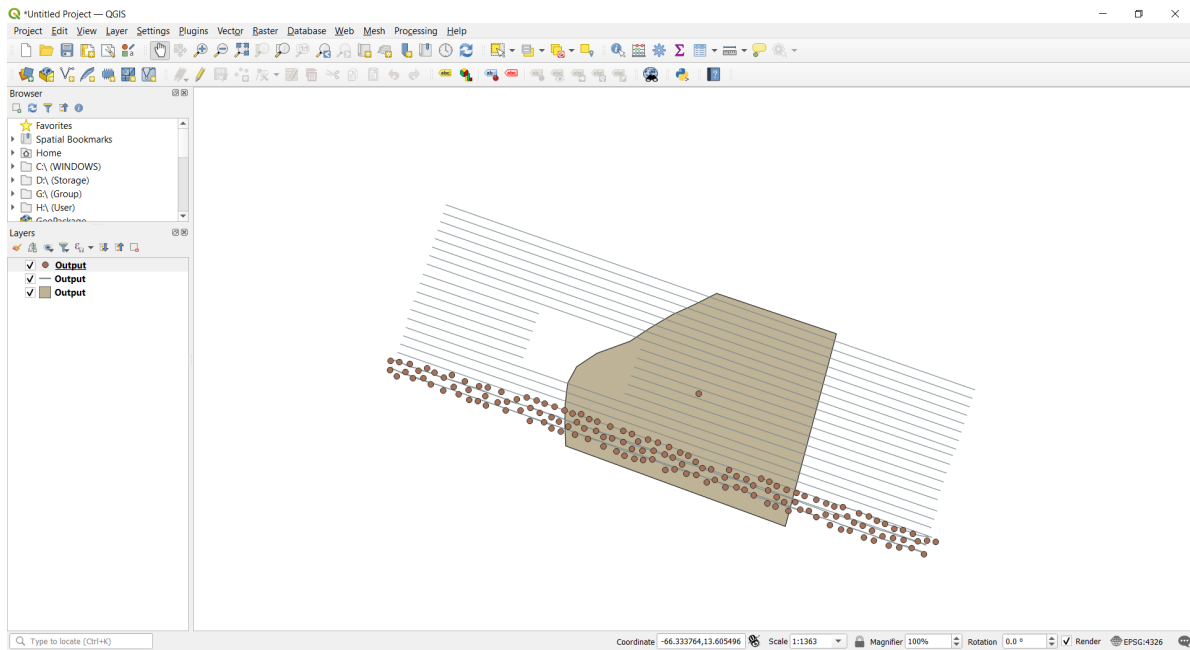 *Untitled Project — QGIS
Project Edit View Layer Settings Plugins Vector Raster Database Web Mesh Processing Help
Browser
Favorites
Spatial Bookmarks
Home
C:\ (WINDOWS)
D:\ (Storage)
G:\ (Group)
H:\ (User)
GeoPackage
Layers
Output
Output
Output
Type to locate (Ctrl+K)
Coordinate -66.333764,13.605496 Scale 1:1363 Magnifier 100% Rotation 0.0 ° Render EPSG:4326